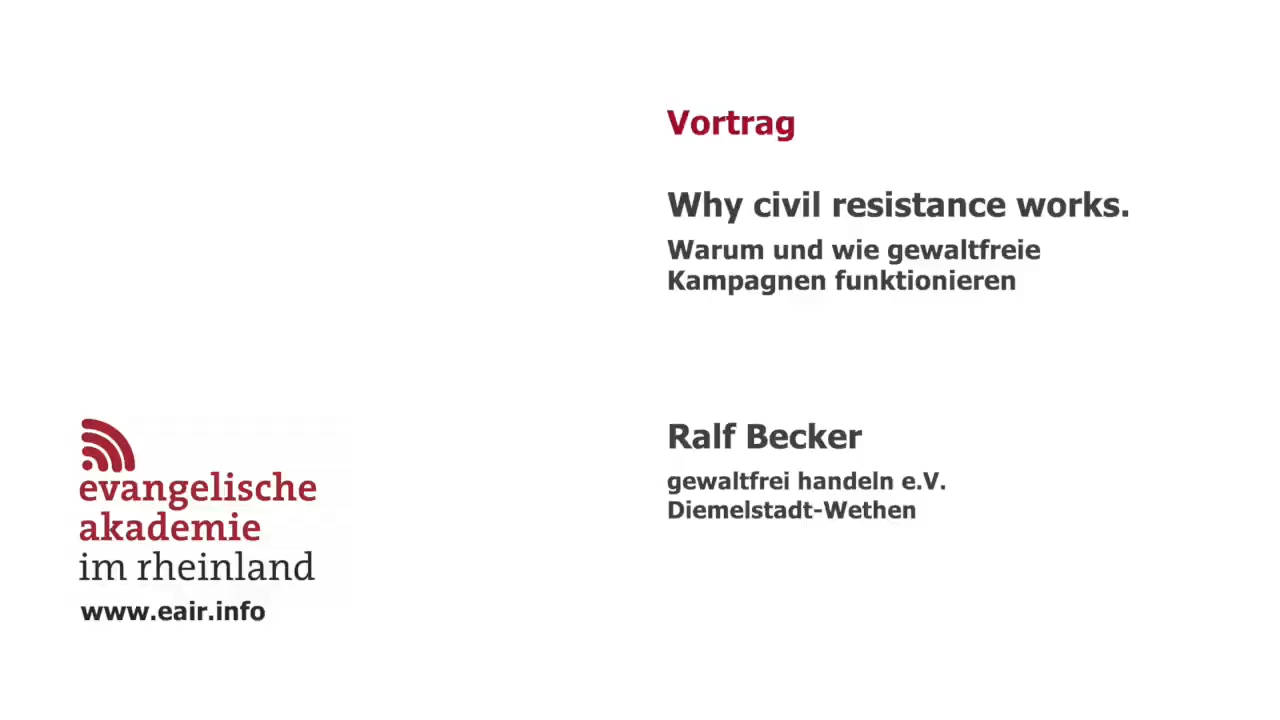 Vortrag
Why civil resistance works.
Warum und wie gewaltfreie
Kampagnen funktionieren
Ralf Becker
gewaltfrei handeln e.V.
Diemelstadt-Wethen
evangelische
akademie
im rheinland
www.eair.info